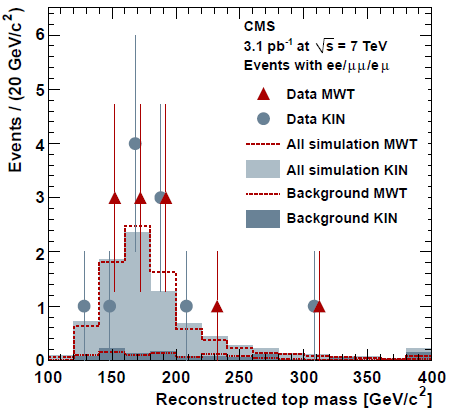 Events / (20 GeV/c²)
6
5
4
3
2
1
0
CMS
3.1 pb⁻¹ at √s = 7 TeV
Events with ee/μμ/eμ
Data MWT
Data KIN
All simulation MWT
All simulation KIN
Background MWT
Background KIN
100 150 200 250 300 350 400
Reconstructed top mass [GeV/c²]